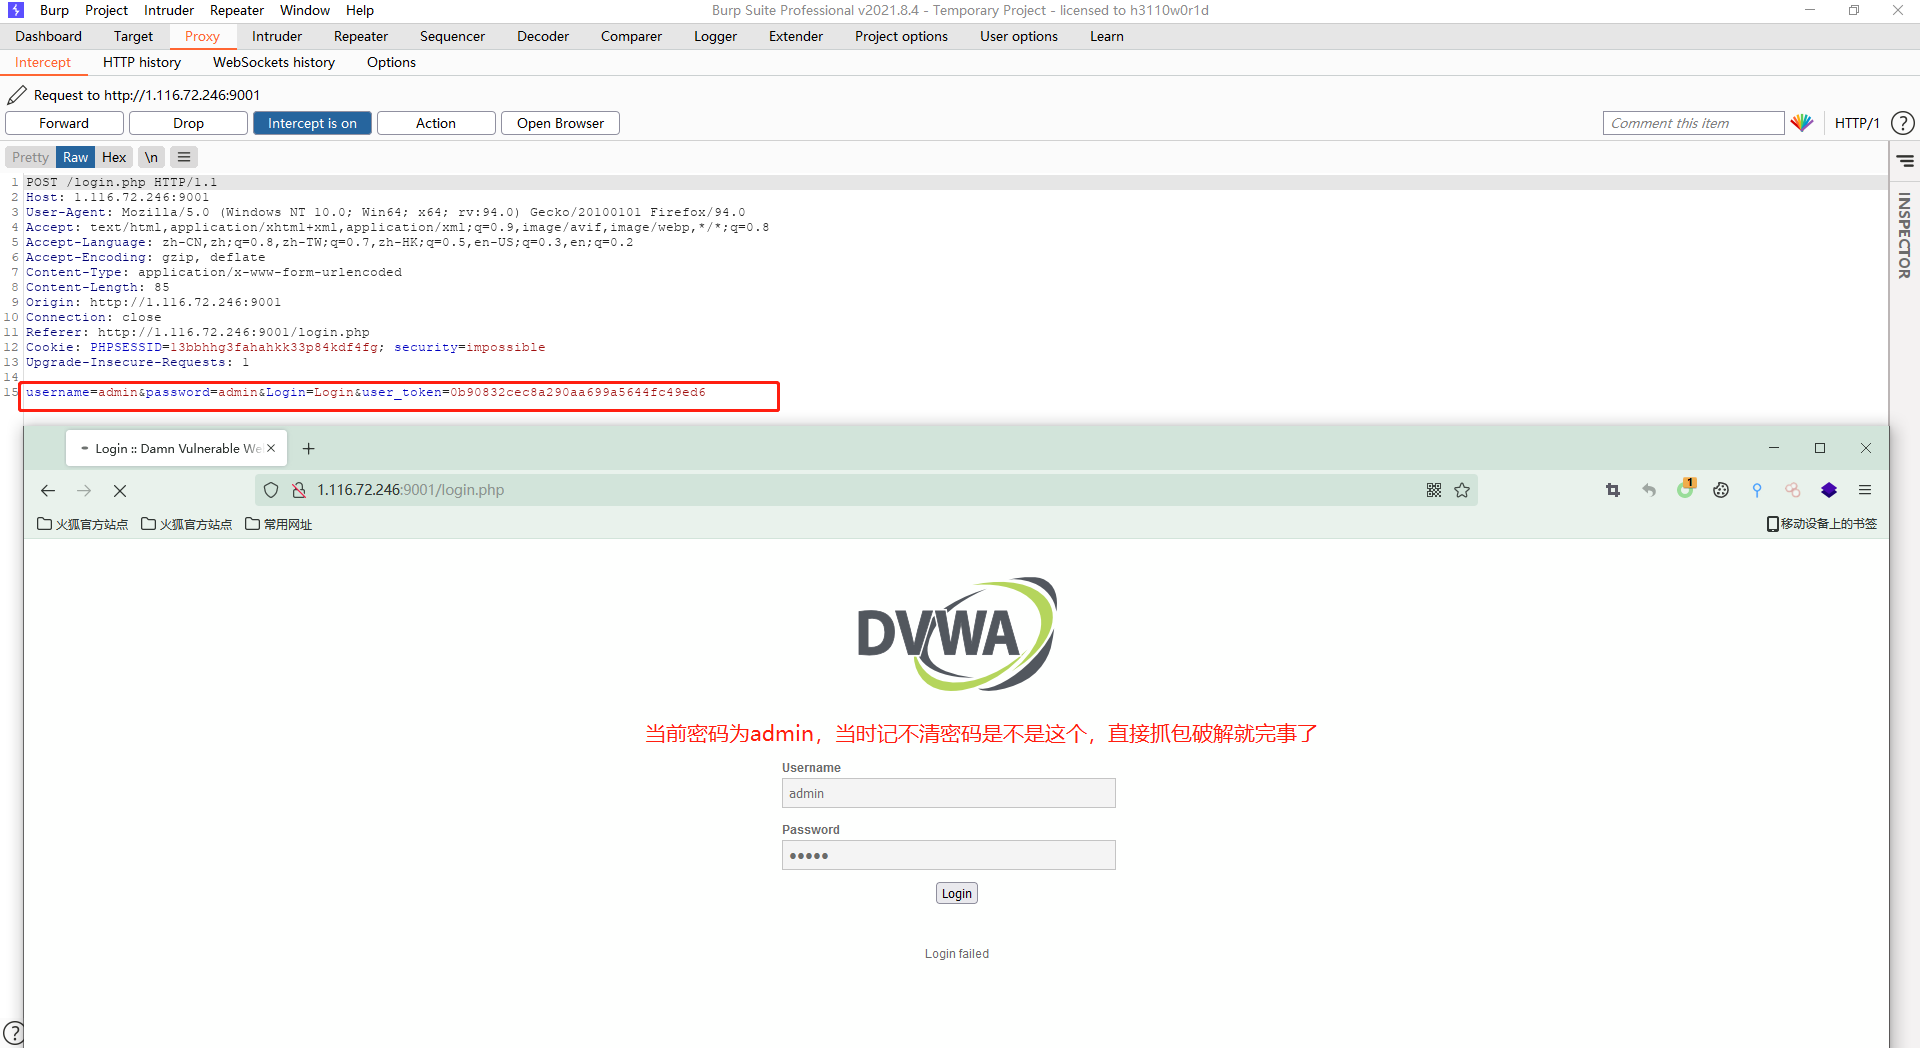 Burp Project Intruder Repeater Window Help Burp Suite Professional v2021.8.4 - Temporary Project - licensed to h3110w0r1d
Dashboard Target Proxy Intruder Repeater Sequencer Decoder Comparer Logger Extender Project options User options Learn
Intercept HTTP history WebSockets history Options
Request to http://1.116.72.246:9001
Forward Drop Intercept is on Action Open Browser Comment this item HTTP/1 ?
Pretty Raw Hex \n
INSPECTOR
1 POST /login.php HTTP/1.1
2 Host: 1.116.72.246:9001
3 User-Agent: Mozilla/5.0 (Windows NT 10.0; Win64; x64; rv:94.0) Gecko/20100101 Firefox/94.0
4 Accept: text/html,application/xhtml+xml,application/xml;q=0.9,image/avif,image/webp,*/*;q=0.8
5 Accept-Language: zh-CN,zh;q=0.8,zh-TW;q=0.7,zh-HK;q=0.5,en-US;q=0.3,en;q=0.2
6 Accept-Encoding: gzip, deflate
7 Content-Type: application/x-www-form-urlencoded
8 Content-Length: 85
9 Origin: http://1.116.72.246:9001
10 Connection: close
11 Referer: http://1.116.72.246:9001/login.php
12 Cookie: PHPSESSID=13bbhhg3fahahkk33p84kdf4fg; security=impossible
13 Upgrade-Insecure-Requests: 1
14
15 username=admin&password=admin&Login=Login&user_token=0b90832cec8a290aa699a5644fc49ed6
Login :: Damn Vulnerable We
1.116.72.246:9001/login.php 1
火狐官方站点 火狐官方站点 常用网址 移动设备上的书签
DVWA
当前密码为admin，当时记不清密码是不是这个，直接抓包破解就完事了
Username
admin
Password
●●●●●
Login
Login failed
?